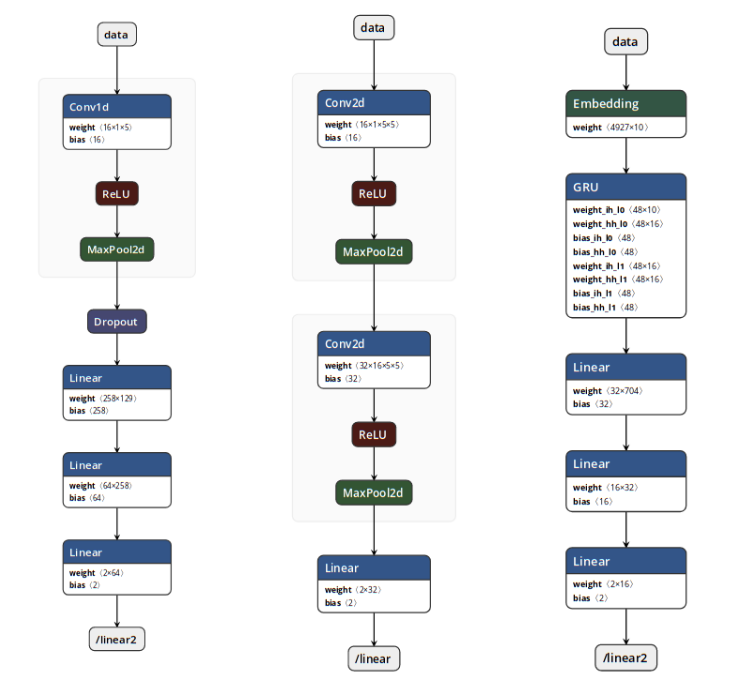 data
Conv1d
weight ⟨16×1×5⟩
bias ⟨16⟩
ReLU
MaxPool2d
Dropout
Linear
weight ⟨258×129⟩
bias ⟨258⟩
Linear
weight ⟨64×258⟩
bias ⟨64⟩
Linear
weight ⟨2×64⟩
bias ⟨2⟩
/linear2
data
Conv2d
weight ⟨16×1×5×5⟩
bias ⟨16⟩
ReLU
MaxPool2d
Conv2d
weight ⟨32×16×5×5⟩
bias ⟨32⟩
ReLU
MaxPool2d
Linear
weight ⟨2×32⟩
bias ⟨2⟩
/linear
data
Embedding
weight ⟨4927×10⟩
GRU
weight_ih_l0 ⟨48×10⟩
weight_hh_l0 ⟨48×16⟩
bias_ih_l0 ⟨48⟩
bias_hh_l0 ⟨48⟩
weight_ih_l1 ⟨48×16⟩
weight_hh_l1 ⟨48×16⟩
bias_ih_l1 ⟨48⟩
bias_hh_l1 ⟨48⟩
Linear
weight ⟨32×704⟩
bias ⟨32⟩
Linear
weight ⟨16×32⟩
bias ⟨16⟩
Linear
weight ⟨2×16⟩
bias ⟨2⟩
/linear2